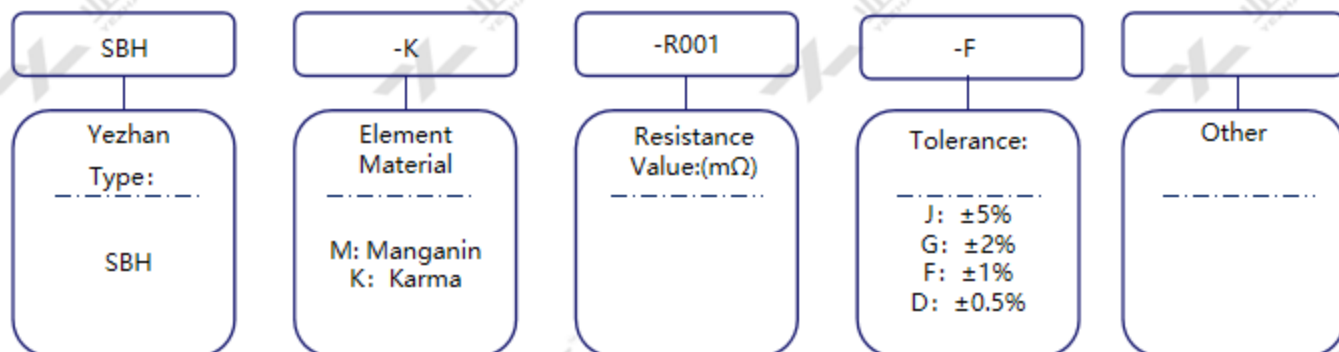 SBH
-K
-R001
-F
Yezhan
Type:
SBH
Element
Material
M: Manganin
K: Karma
Resistance
Value:(mΩ)
Tolerance:
J: ±5%
G: ±2%
F: ±1%
D: ±0.5%
Other